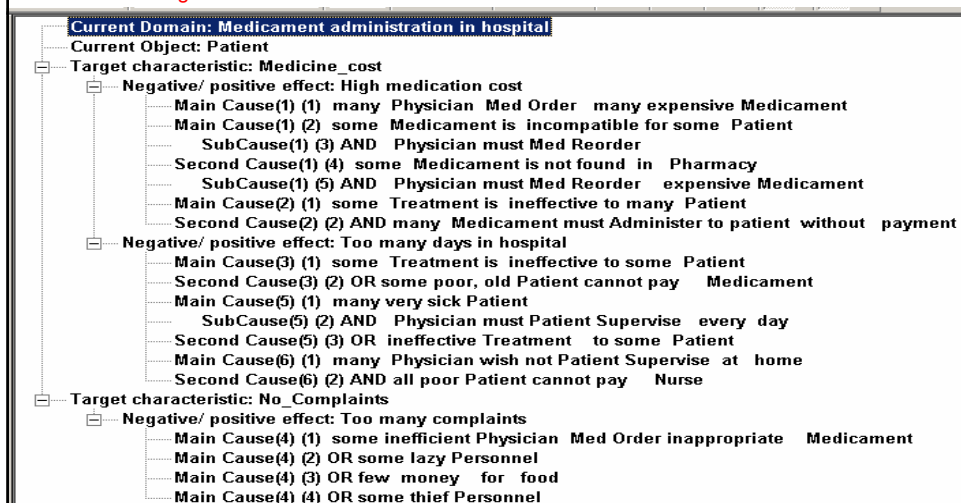 Current Domain: Medicament administration in hospital
Current Object: Patient
Target characteristic: Medicine_cost
Negative/ positive effect: High medication cost
Main Cause(1) (1) many Physician Med Order many expensive Medicament
Main Cause(1) (2) some Medicament is incompatible for some Patient
SubCause(1) (3) AND Physician must Med Reorder
Second Cause(1) (4) some Medicament is not found in Pharmacy
SubCause(1) (5) AND Physician must Med Reorder expensive Medicament
Main Cause(2) (1) some Treatment is ineffective to many Patient
Second Cause(2) (2) AND many Medicament must Administer to patient without payment
Negative/ positive effect: Too many days in hospital
Main Cause(3) (1) some Treatment is ineffective to some Patient
Second Cause(3) (2) OR some poor, old Patient cannot pay Medicament
Main Cause(5) (1) many very sick Patient
SubCause(5) (2) AND Physician must Patient Supervise every day
Second Cause(5) (3) OR ineffective Treatment to some Patient
Main Cause(6) (1) many Physician wish not Patient Supervise at home
Second Cause(6) (2) AND all poor Patient cannot pay Nurse
Target characteristic: No_Complaints
Negative/ positive effect: Too many complaints
Main Cause(4) (1) some inefficient Physician Med Order inappropriate Medicament
Main Cause(4) (2) OR some lazy Personnel
Main Cause(4) (3) OR few money for food
Main Cause(4) (4) OR some thief Personnel